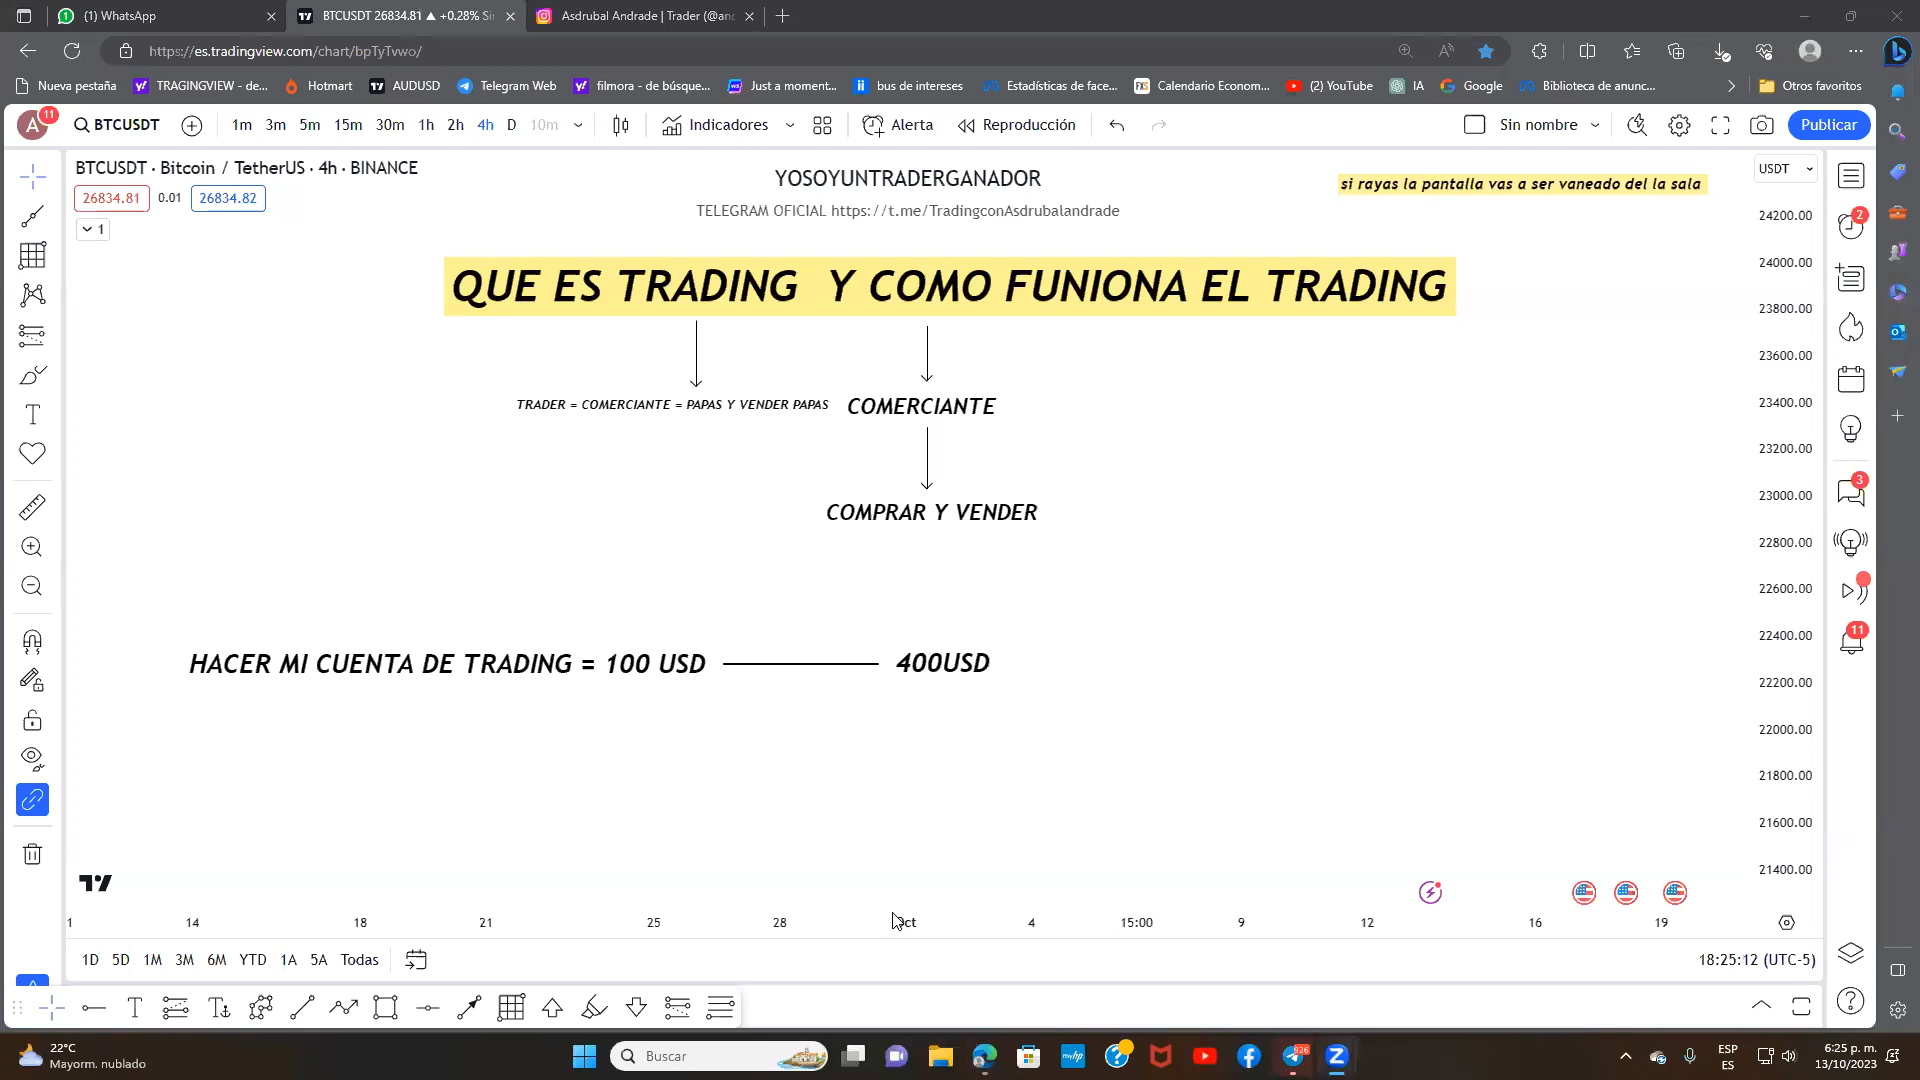 (1) WhatsApp
BTCUSDT 26834.81 ▲ +0.28% Si
Asdrubal Andrade | Trader (@and
https://es.tradingview.com/chart/bpTyTvwo/
Nueva pestaña
TRAGINGVIEW - de...
Hotmart
AUDUSD
Telegram Web
filmora - de búsque...
Just a moment...
bus de intereses
Estadísticas de face...
Calendario Econom...
(2) YouTube
IA
Google
Biblioteca de anunc...
Otros favoritos
A 11
BTCUSDT
1m 3m 5m 15m 30m 1h 2h 4h D 10m
Indicadores
Alerta
Reproducción
Sin nombre
Publicar
BTCUSDT · Bitcoin / TetherUS · 4h · BINANCE
26834.81 0.01 26834.82
1
YOSOYUNTRADERGANADOR
TELEGRAM OFICIAL https://t.me/TradingconAsdrubalandrade
si rayas la pantalla vas a ser vaneado del la sala
USDT
QUE ES TRADING Y COMO FUNIONA EL TRADING
TRADER = COMERCIANTE = PAPAS Y VENDER PAPAS
COMERCIANTE
COMPRAR Y VENDER
HACER MI CUENTA DE TRADING = 100 USD
400USD
24200.00
24000.00
23800.00
23600.00
23400.00
23200.00
23000.00
22800.00
22600.00
22400.00
22200.00
22000.00
21800.00
21600.00
21400.00
2
3
11
1 14 18 21 25 28 4 15:00 9 12 16 19
1D 5D 1M 3M 6M YTD 1A 5A Todas
18:25:12 (UTC-5)
22°C
Mayorm. nublado
Buscar
926
ESP
ES
6:25 p. m.
13/10/2023